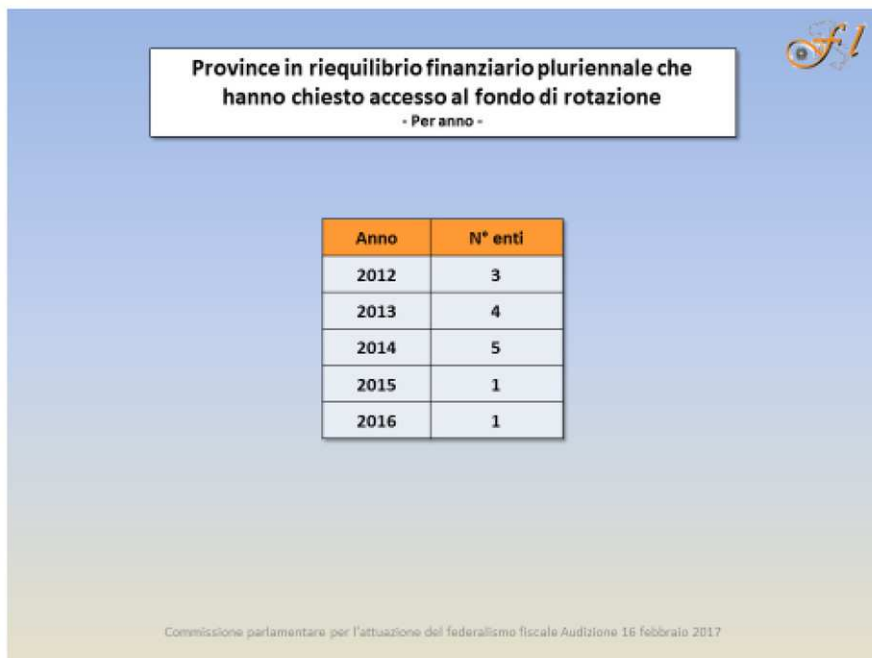 fl
Province in riequilibrio finanziario pluriennale che
hanno chiesto accesso al fondo di rotazione
- Per anno -
Anno N° enti
2012 3
2013 4
2014 5
2015 1
2016 1
Commissione parlamentare per l'attuazione del federalismo fiscale Audizione 16 febbraio 2017